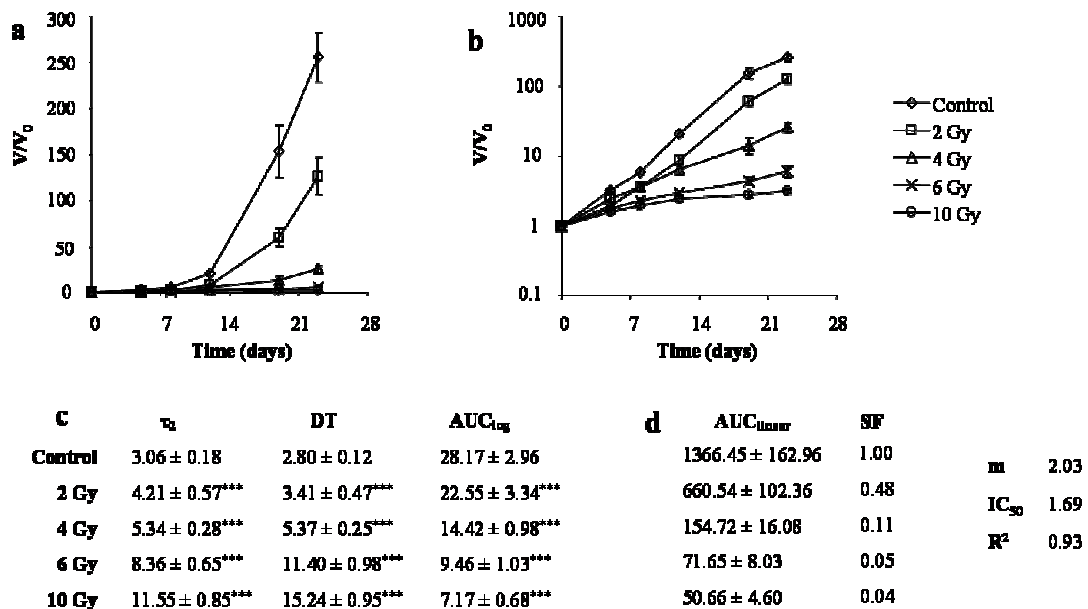 a
300
250
200
150
100
50
0
V/V0
0 7 14 21 28
Time (days)
b
1000
100
10
1
0.1
V/V0
0 7 14 21 28
Time (days)
Control
2 Gy
4 Gy
6 Gy
10 Gy
c τ2 DT AUClog
Control 3.06 ± 0.18 2.80 ± 0.12 28.17 ± 2.96
2 Gy 4.21 ± 0.57*** 3.41 ± 0.47*** 22.55 ± 3.34***
4 Gy 5.34 ± 0.28*** 5.37 ± 0.25*** 14.42 ± 0.98***
6 Gy 8.36 ± 0.65*** 11.40 ± 0.98*** 9.46 ± 1.03***
10 Gy 11.55 ± 0.85*** 15.24 ± 0.95*** 7.17 ± 0.68***
d AUClinear SF
1366.45 ± 162.96 1.00
660.54 ± 102.36 0.48
154.72 ± 16.08 0.11
71.65 ± 8.03 0.05
50.66 ± 4.60 0.04
m 2.03
IC50 1.69
R² 0.93